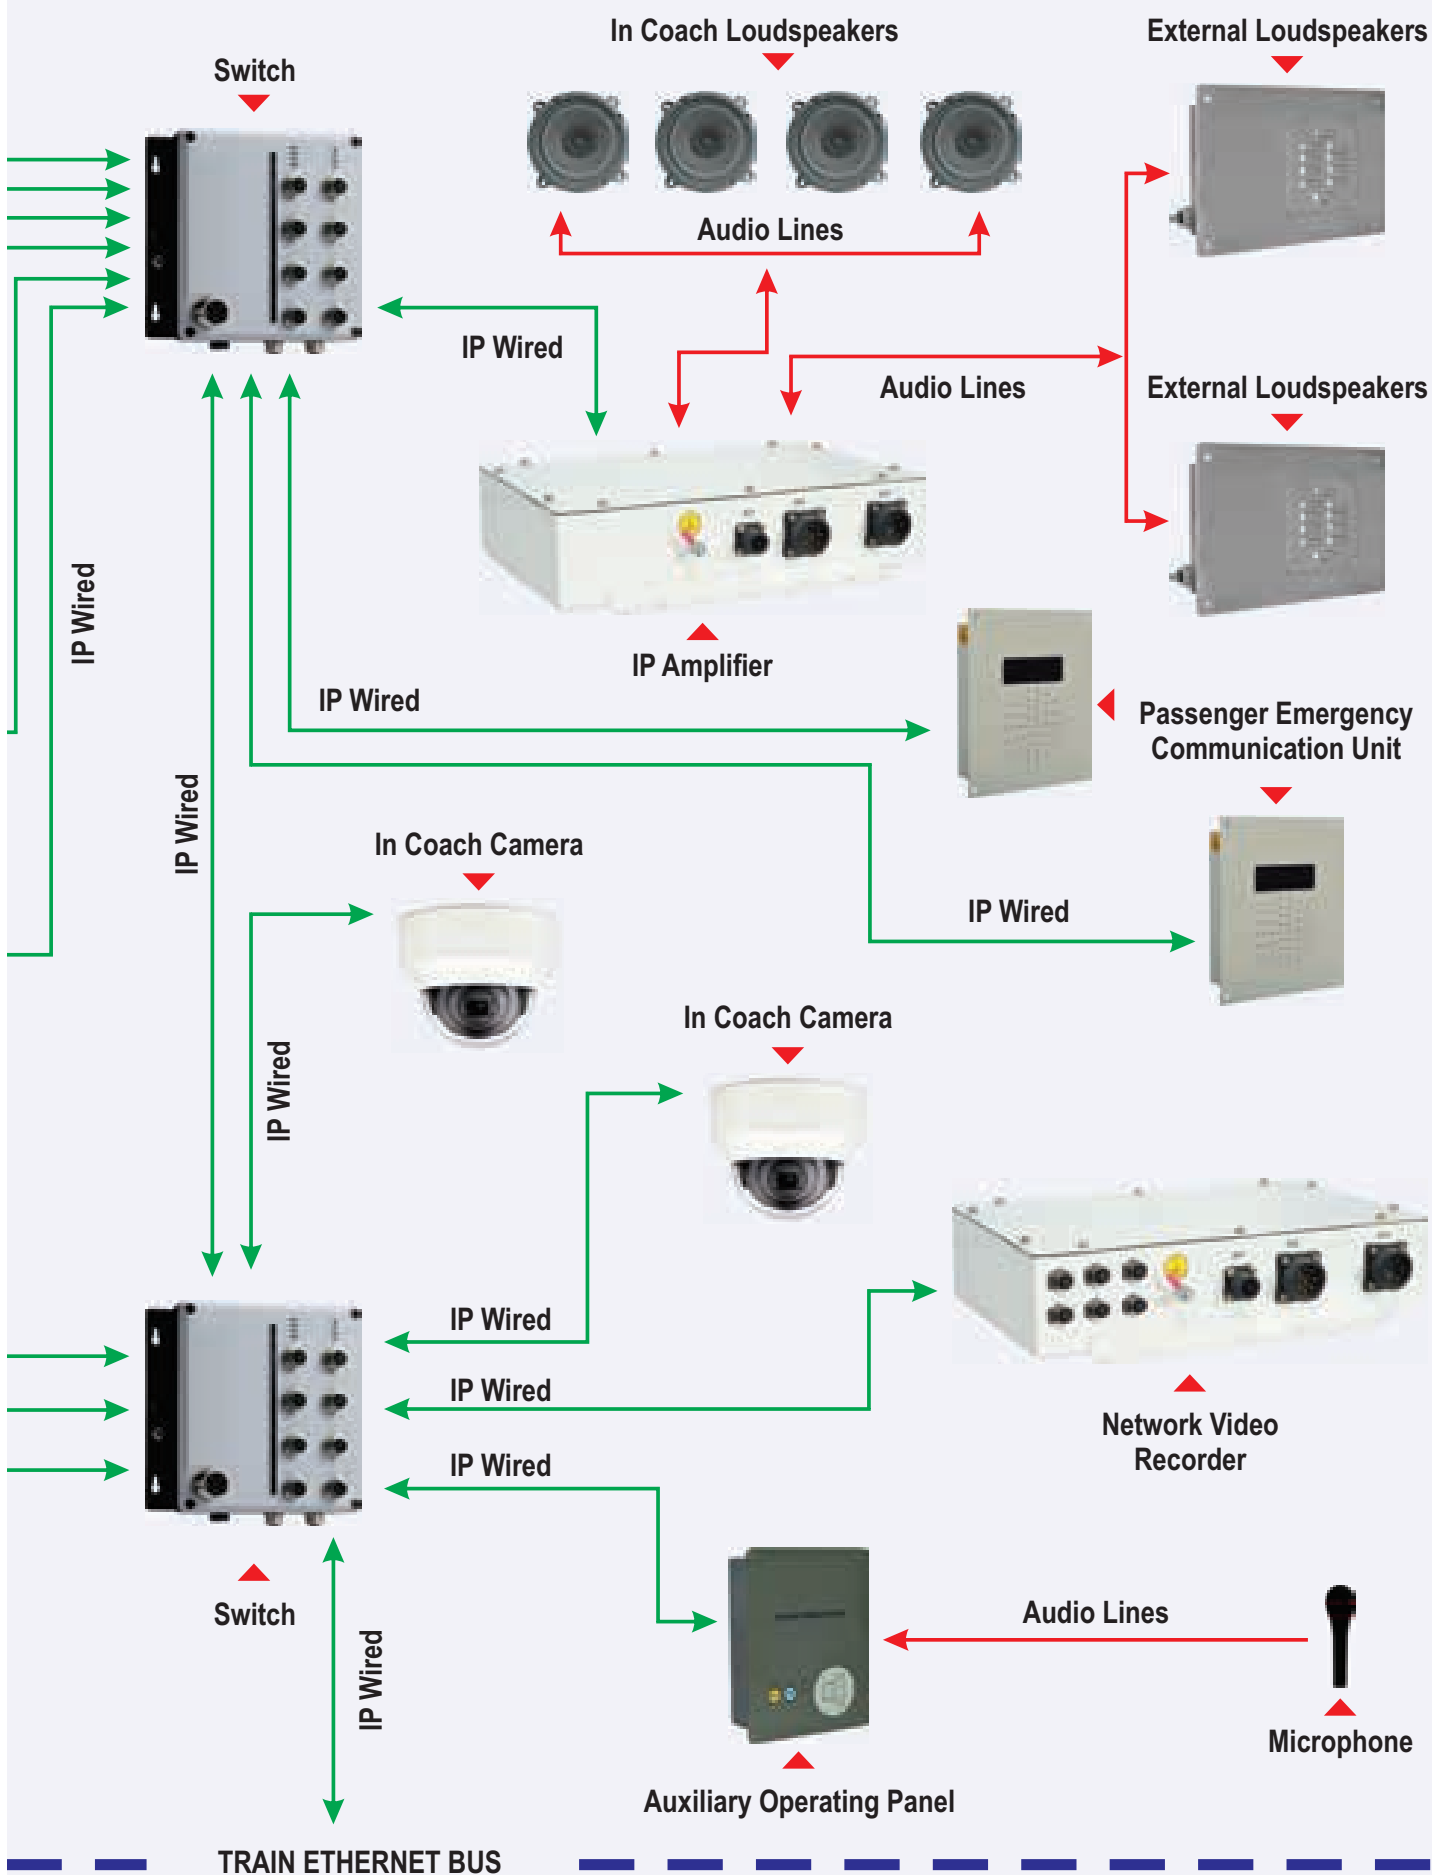 In Coach Loudspeakers
External Loudspeakers
Switch
Audio Lines
IP Wired
Audio Lines
External Loudspeakers
IP Wired
IP Amplifier
IP Wired
Passenger Emergency
Communication Unit
IP Wired
In Coach Camera
IP Wired
In Coach Camera
IP Wired
IP Wired
IP Wired
Network Video
Recorder
IP Wired
Switch
Audio Lines
IP Wired
Microphone
Auxiliary Operating Panel
TRAIN ETHERNET BUS